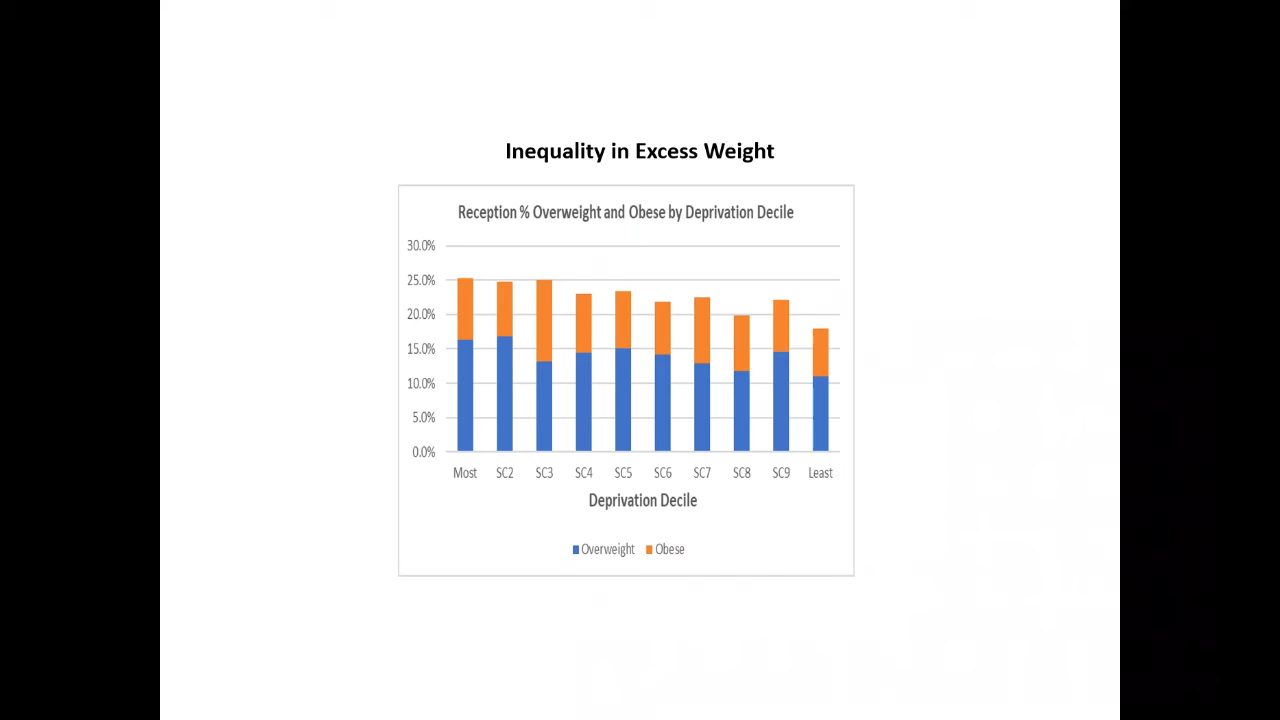 Inequality in Excess Weight
Reception % Overweight and Obese by Deprivation Decile
30.0%
25.0%
20.0%
15.0%
10.0%
5.0%
0.0%
Most SC2 SC3 SC4 SC5 SC6 SC7 SC8 SC9 Least
Deprivation Decile
Overweight Obese